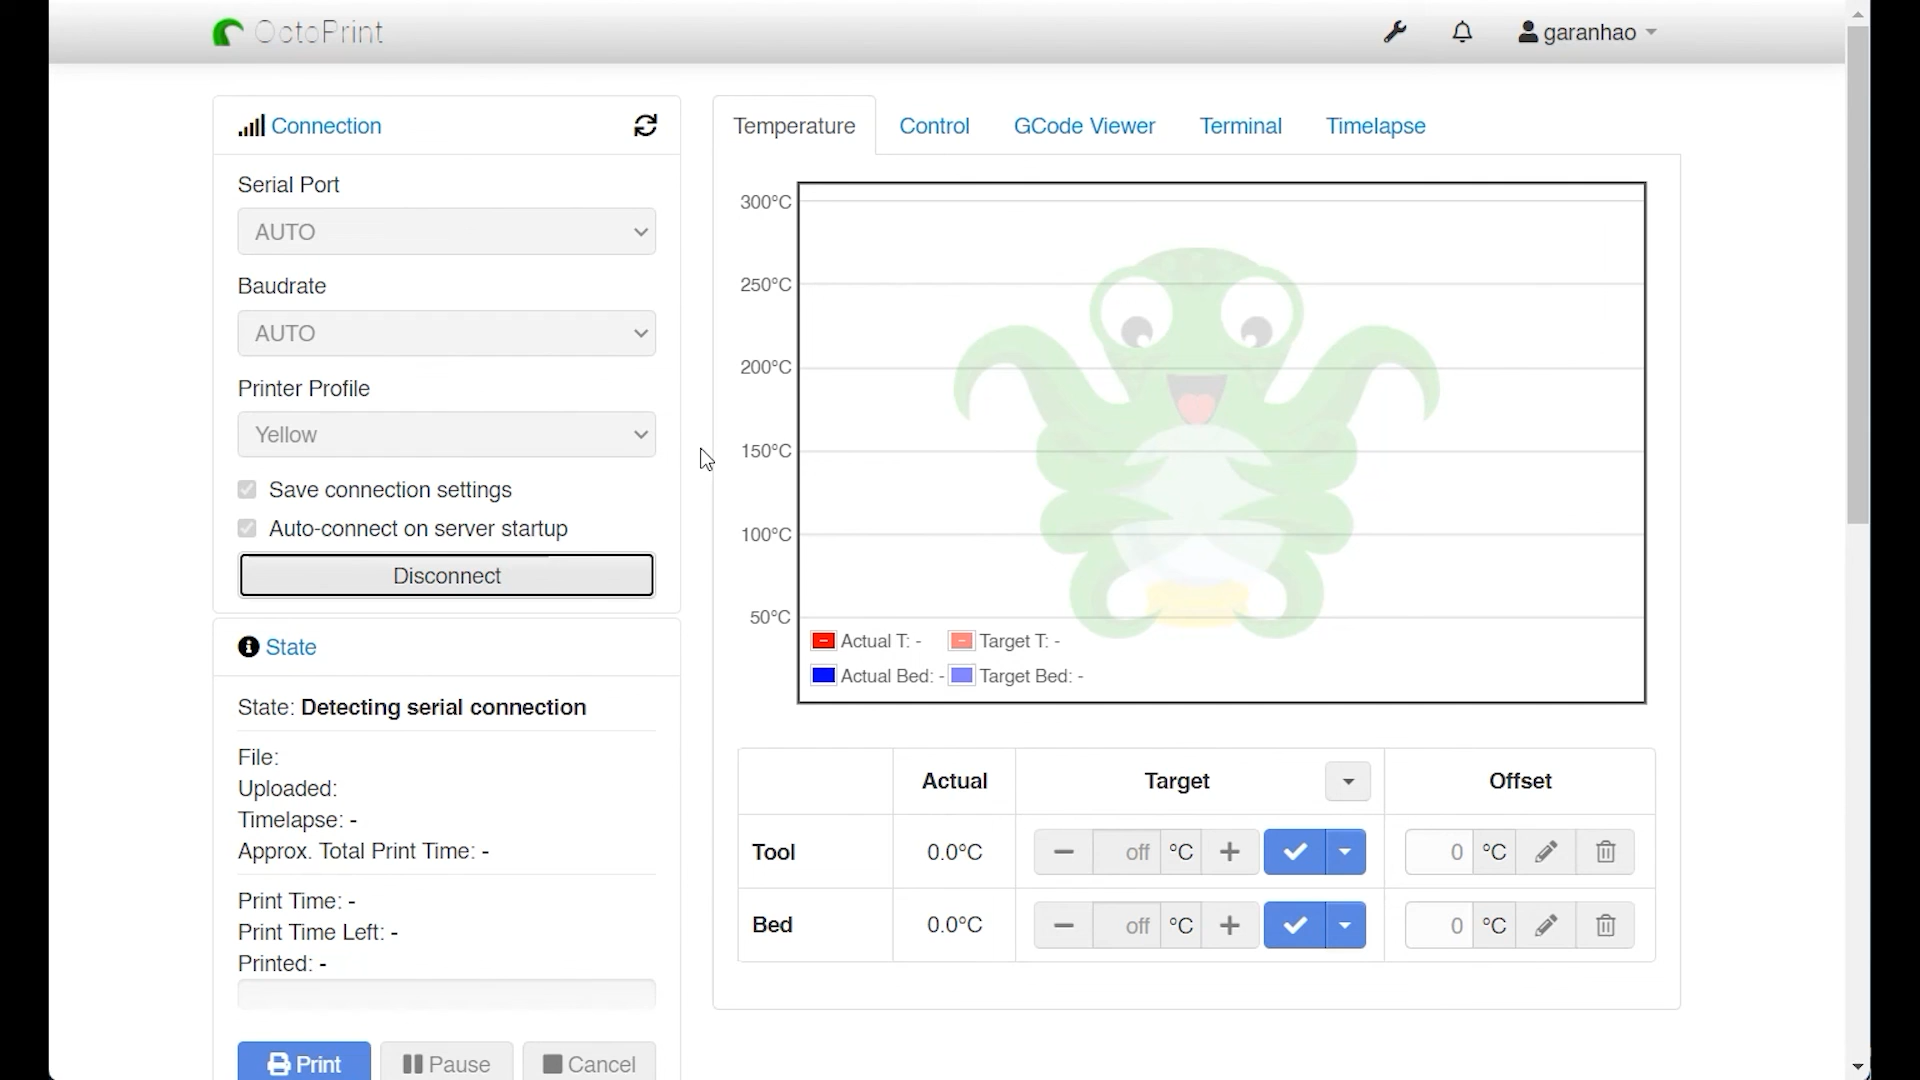 OctoPrint
garanhao
Connection
Serial Port
AUTO
Baudrate
AUTO
Printer Profile
Yellow
Save connection settings
Auto-connect on server startup
Disconnect
State
State: Detecting serial connection
File:
Uploaded:
Timelapse: -
Approx. Total Print Time: -
Print Time: -
Print Time Left: -
Printed: -
Print Pause Cancel
Temperature Control GCode Viewer Terminal Timelapse
300°C
250°C
200°C
150°C
100°C
50°C
Actual T: - Target T: -
Actual Bed: - Target Bed: -
Actual Target Offset
Tool 0.0°C off °C 0 °C
Bed 0.0°C off °C 0 °C